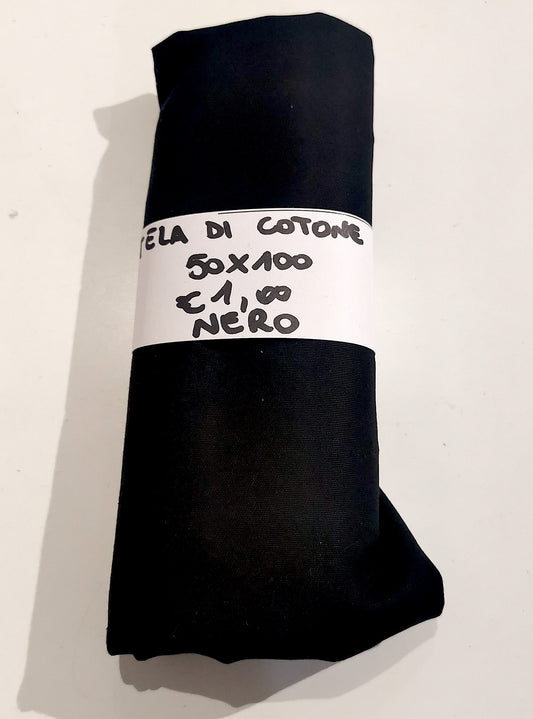 TELA DI COTONE
50X100
€ 1,00
NERO